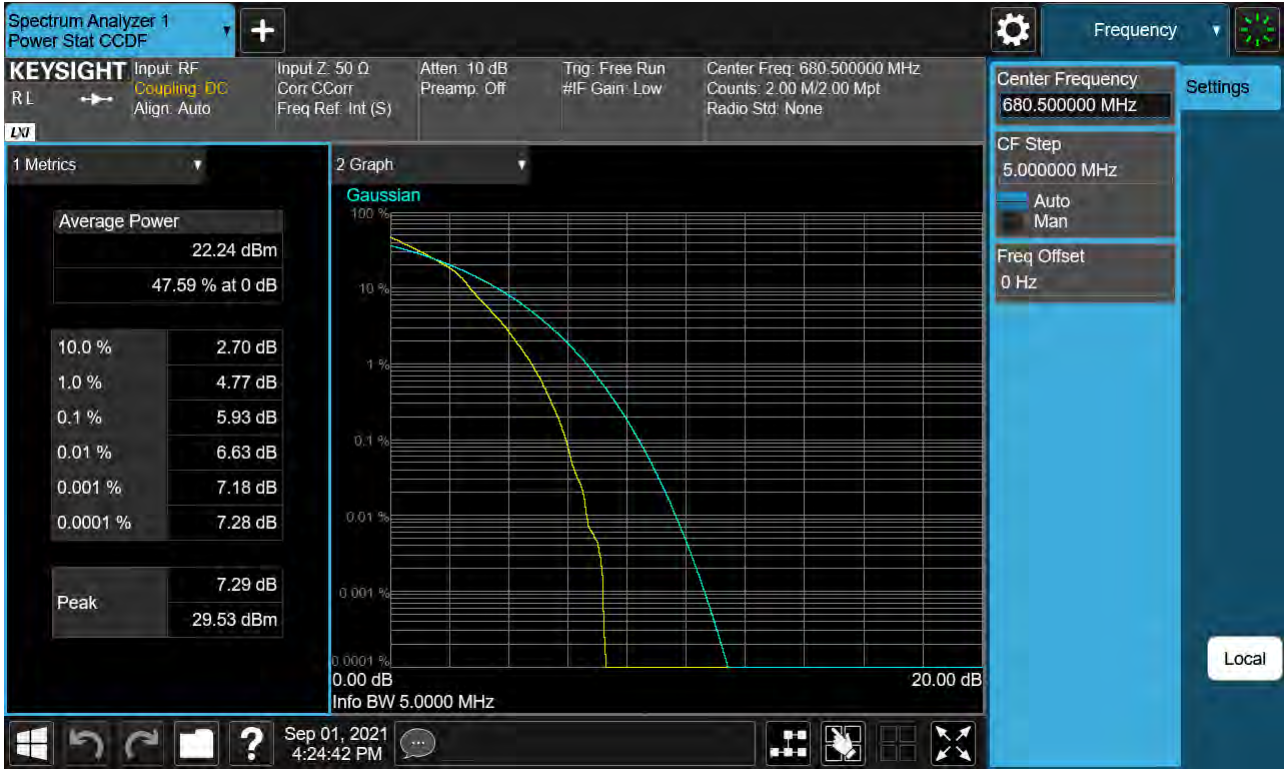 Spectrum Analyzer 1
Power Stat CCDF
Frequency
KEYSIGHT
R L
LXI
Input: RF
Coupling: DC
Align: Auto
Input Z: 50 Ω
Corr CCorr
Freq Ref: Int (S)
Atten: 10 dB
Preamp: Off
Trig: Free Run
#IF Gain: Low
Center Freq: 680.500000 MHz
Counts: 2.00 M/2.00 Mpt
Radio Std: None
Center Frequency
680.500000 MHz
Settings
CF Step
5.000000 MHz
Auto
Man
Freq Offset
0 Hz
1 Metrics
Average Power
22.24 dBm
47.59 % at 0 dB
10.0 % 2.70 dB
1.0 % 4.77 dB
0.1 % 5.93 dB
0.01 % 6.63 dB
0.001 % 7.18 dB
0.0001 % 7.28 dB
Peak
7.29 dB
29.53 dBm
2 Graph
Gaussian
100 %
10 %
1 %
0.1 %
0.01 %
0.001 %
0.0001 %
0.00 dB 20.00 dB
Info BW 5.0000 MHz
Local
?
Sep 01, 2021
4:24:42 PM